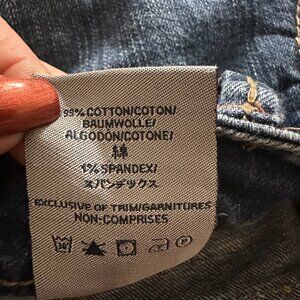 99% COTTON/COTON/
BAUMWOLLE/
ALGODÓN/COTONE/
綿
1% SPANDEX/
スパンデックス
EXCLUSIVE OF TRIM/GARNITURES
NON-COMPRISES